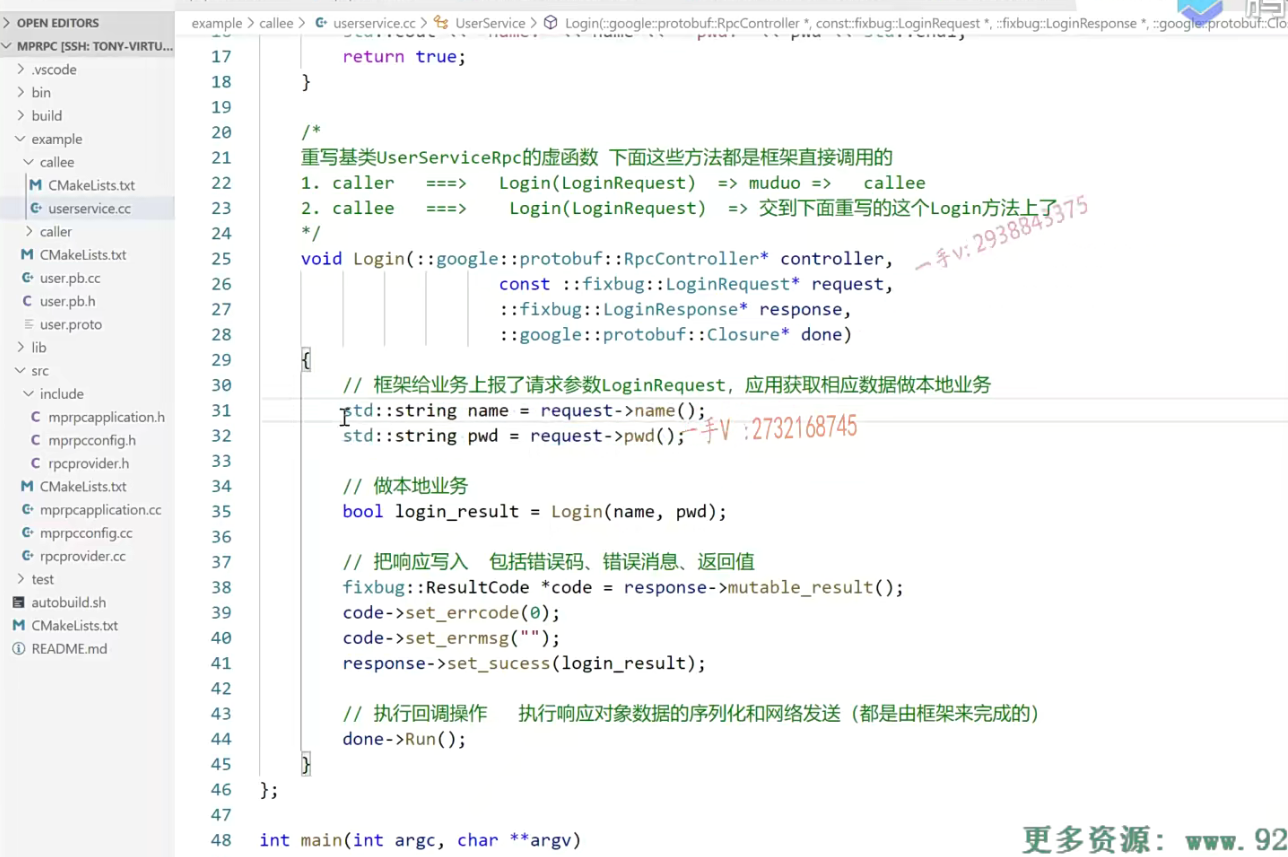 OPEN EDITORS
MPRPC [SSH: TONY-VIRTU...
.vscode
bin
build
example
callee
CMakeLists.txt
userservice.cc
caller
CMakeLists.txt
user.pb.cc
user.pb.h
user.proto
lib
src
include
mprpcapplication.h
mprpcconfig.h
rpcprovider.h
CMakeLists.txt
mprpcapplication.cc
mprpcconfig.cc
rpcprovider.cc
test
autobuild.sh
CMakeLists.txt
README.md
example > callee > userservice.cc > UserService > Login(::google::protobuf::RpcController *, const::fixbug::LoginRequest *, ::fixbug::LoginResponse *, ::google::protobuf::Clo
17 return true;
18 }
19
20 /*
21 重写基类UserServiceRpc的虚函数 下面这些方法都是框架直接调用的
22 1. caller ===> Login(LoginRequest) => muduo => callee
23 2. callee ===> Login(LoginRequest) => 交到下面重写的这个Login方法上了
24 */
25 void Login(::google::protobuf::RpcController* controller,
26 const ::fixbug::LoginRequest* request,
27 ::fixbug::LoginResponse* response,
28 ::google::protobuf::Closure* done)
29 {
30 // 框架给业务上报了请求参数LoginRequest，应用获取相应数据做本地业务
31 std::string name = request->name();
32 std::string pwd = request->pwd();
33
34 // 做本地业务
35 bool login_result = Login(name, pwd);
36
37 // 把响应写入 包括错误码、错误消息、返回值
38 fixbug::ResultCode *code = response->mutable_result();
39 code->set_errcode(0);
40 code->set_errmsg("");
41 response->set_sucess(login_result);
42
43 // 执行回调操作 执行响应对象数据的序列化和网络发送（都是由框架来完成的）
44 done->Run();
45 }
46 };
47
48 int main(int argc, char **argv)
一手v: 2938843375
一手V :2732168745
更多资源: www.92